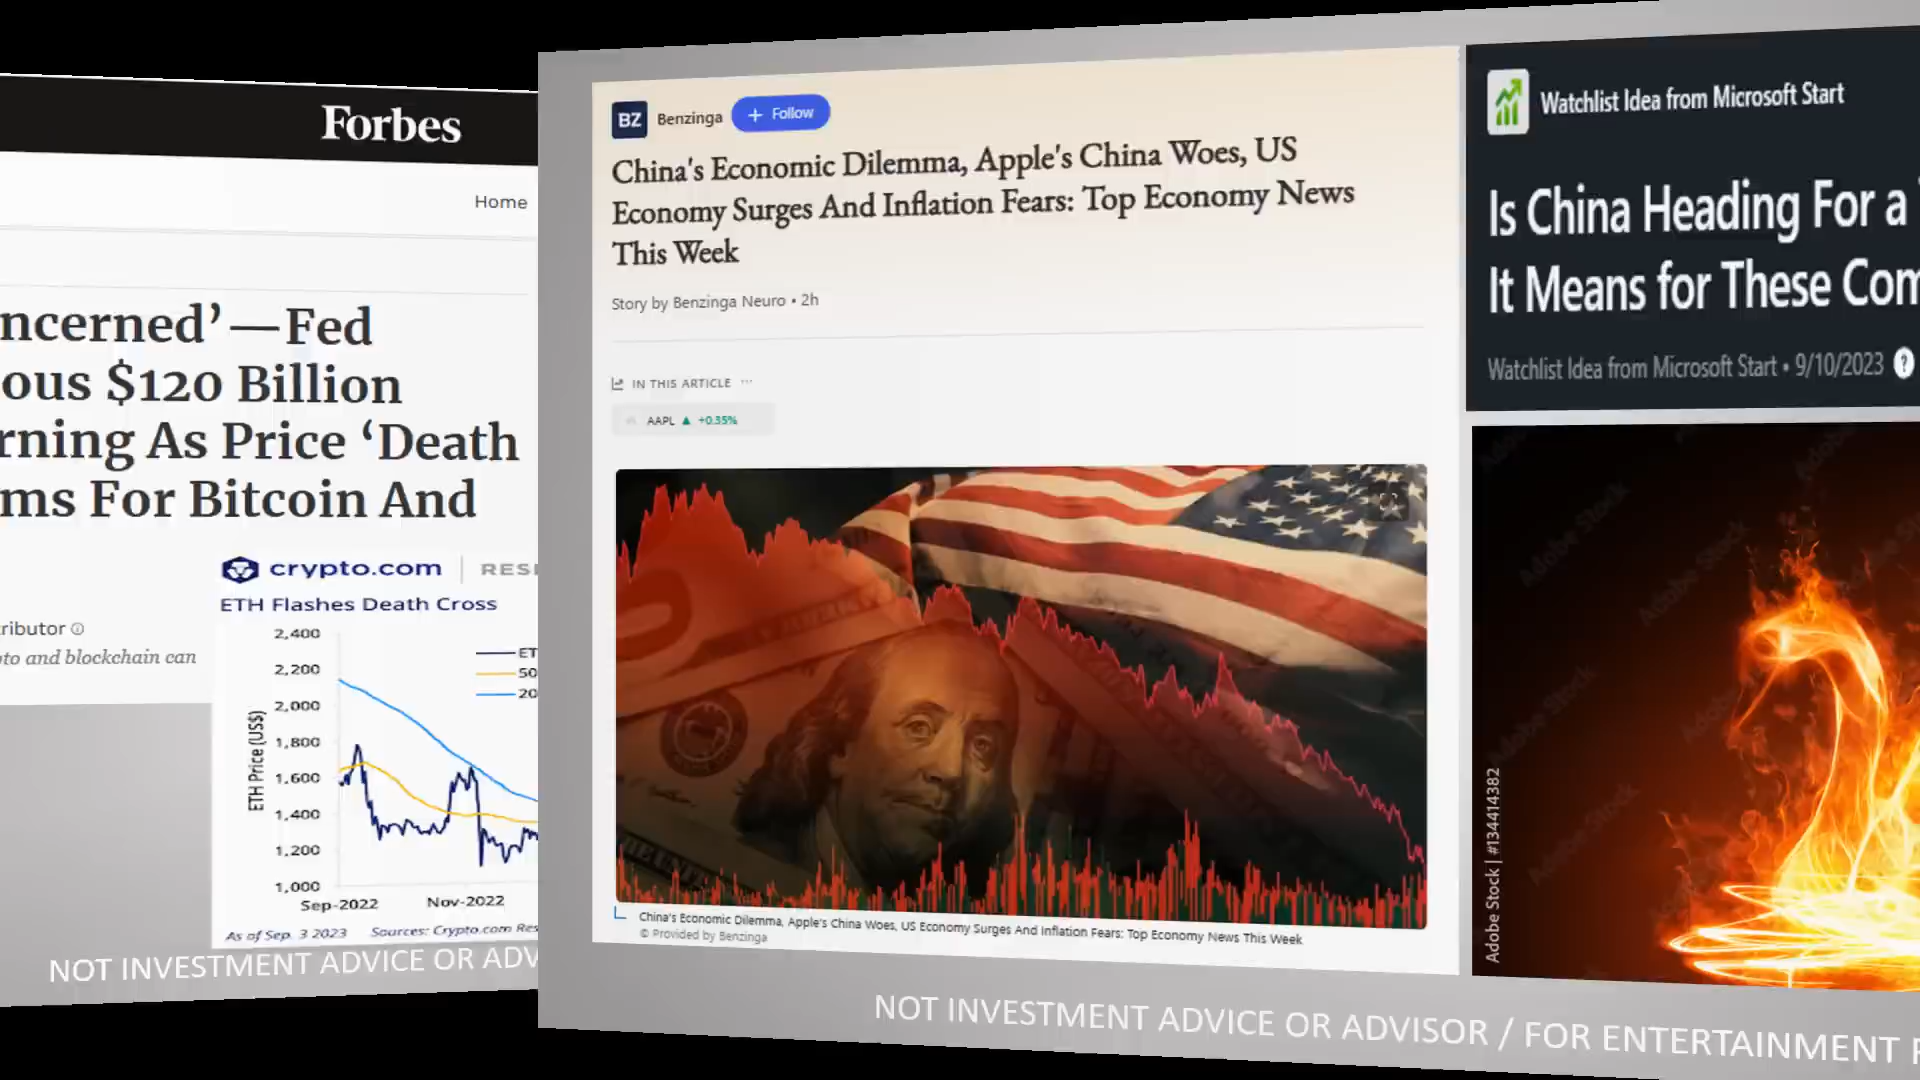 Forbes
Home
ncerned’ — Fed
ous $120 Billion
rning As Price ‘Death
ms For Bitcoin And
ributor
to and blockchain can
crypto.com
ETH Flashes Death Cross
2,400
2,200
2,000
1,800
1,600
1,400
1,200
1,000
ETH Price (US$)
ET
50
20
Sep-2022 Nov-2022
As of Sep. 3 2023 Sources: Crypto.com Res
NOT INVESTMENT ADVICE OR ADV
BZ Benzinga + Follow
China's Economic Dilemma, Apple's China Woes, US
Economy Surges And Inflation Fears: Top Economy News
This Week
Story by Benzinga Neuro • 2h
IN THIS ARTICLE ...
AAPL ▲ +0.35%
China's Economic Dilemma, Apple's China Woes, US Economy Surges And Inflation Fears: Top Economy News This Week
© Provided by Benzinga
Watchlist Idea from Microsoft Start
Is China Heading For a
It Means for These Com
Watchlist Idea from Microsoft Start • 9/10/2023 ?
Adobe Stock | #13414382
NOT INVESTMENT ADVICE OR ADVISOR / FOR ENTERTAINMENT